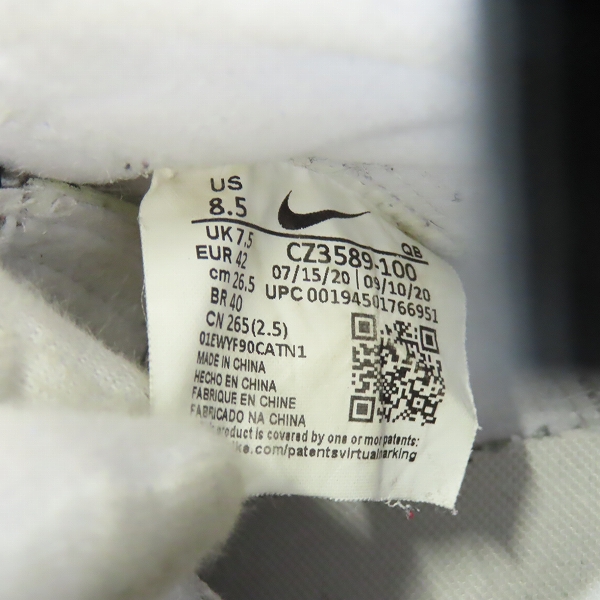 US
8.5
UK 7,5
EUR 42
cm 26.5
BR 40
CN 265(2.5)
01EWYF90CATN1
MADE IN CHINA
HECHO EN CHINA
FABRIQUE EN CHINE
FABRICADO NA CHINA
QB
CZ3589-100
07/15/20 | 09/10/20
UPC 00194501766951
product is covered by one or more patents:
.com/patentsvirtualmarking